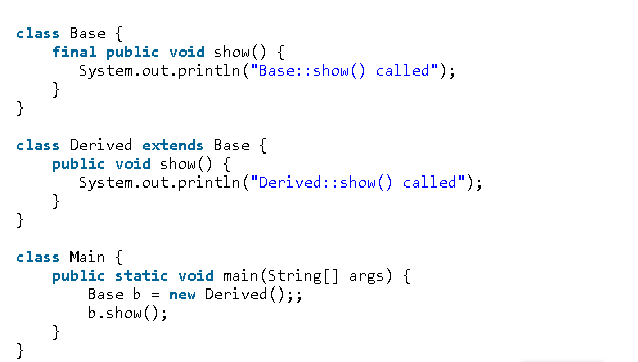 class Base {
    final public void show() {
       System.out.println("Base::show() called");
    }
}
class Derived extends Base {
    public void show() {
       System.out.println("Derived::show() called");
    }
}
class Main {
    public static void main(String[] args) {
        Base b = new Derived();;
        b.show();
    }
}